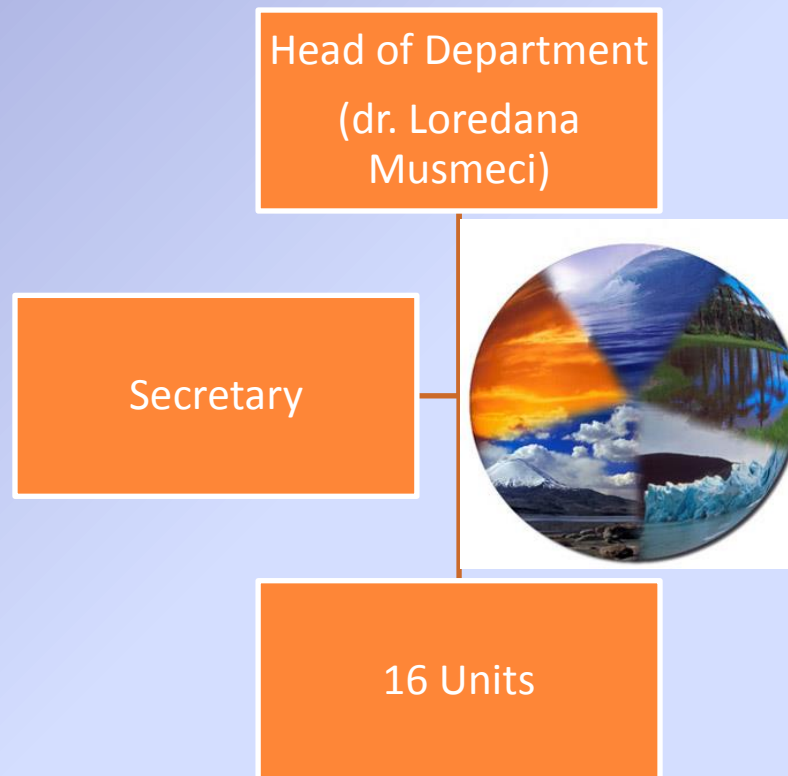 Head of Department
(dr. Loredana
Musmeci)
Secretary
16 Units